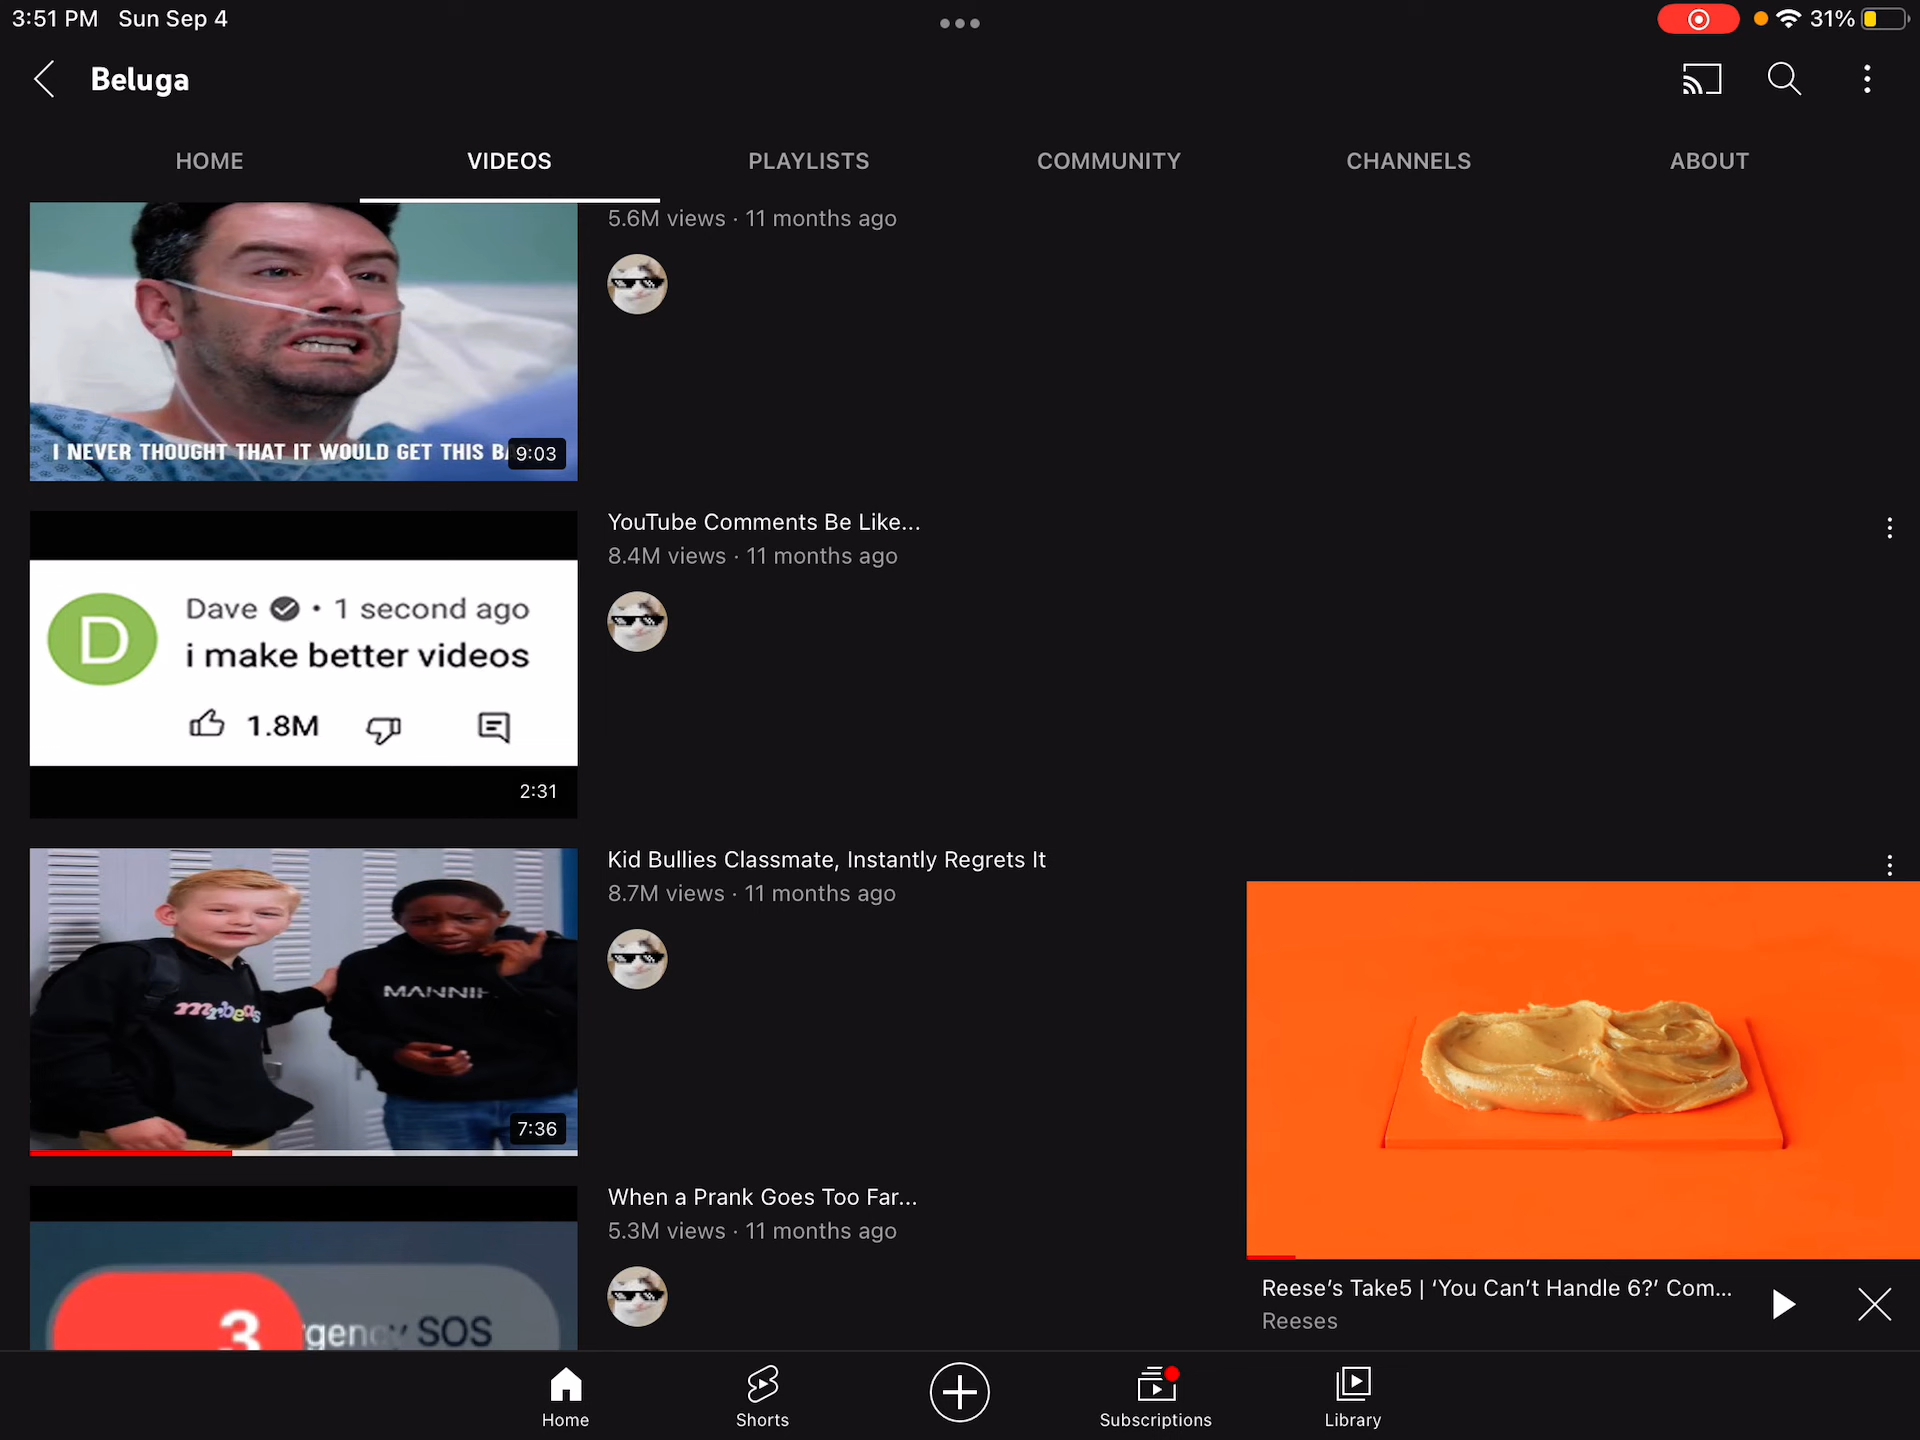 3:51 PM Sun Sep 4
31%
Beluga
HOME VIDEOS PLAYLISTS COMMUNITY CHANNELS ABOUT
5.6M views · 11 months ago
I NEVER THOUGHT THAT IT WOULD GET THIS
9:03
YouTube Comments Be Like...
8.4M views · 11 months ago
D
Dave • 1 second ago
i make better videos
1.8M
2:31
Kid Bullies Classmate, Instantly Regrets It
8.7M views · 11 months ago
mrbeas
MANNIF
7:36
When a Prank Goes Too Far...
5.3M views · 11 months ago
3
rgency SOS
Reese's Take5 | ‘You Can't Handle 6?’ Com...
Reeses
Home Shorts Subscriptions Library